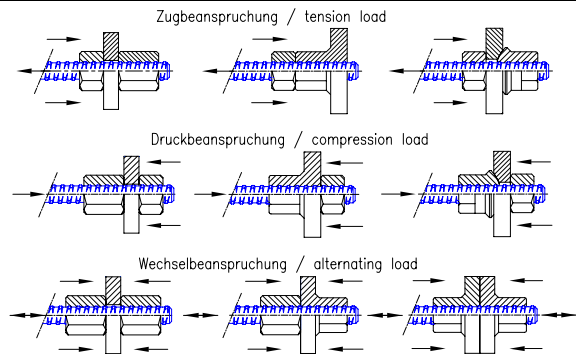 Zugbeanspruchung / tension load
Druckbeanspruchung / compression load
Wechselbeanspruchung / alternating load